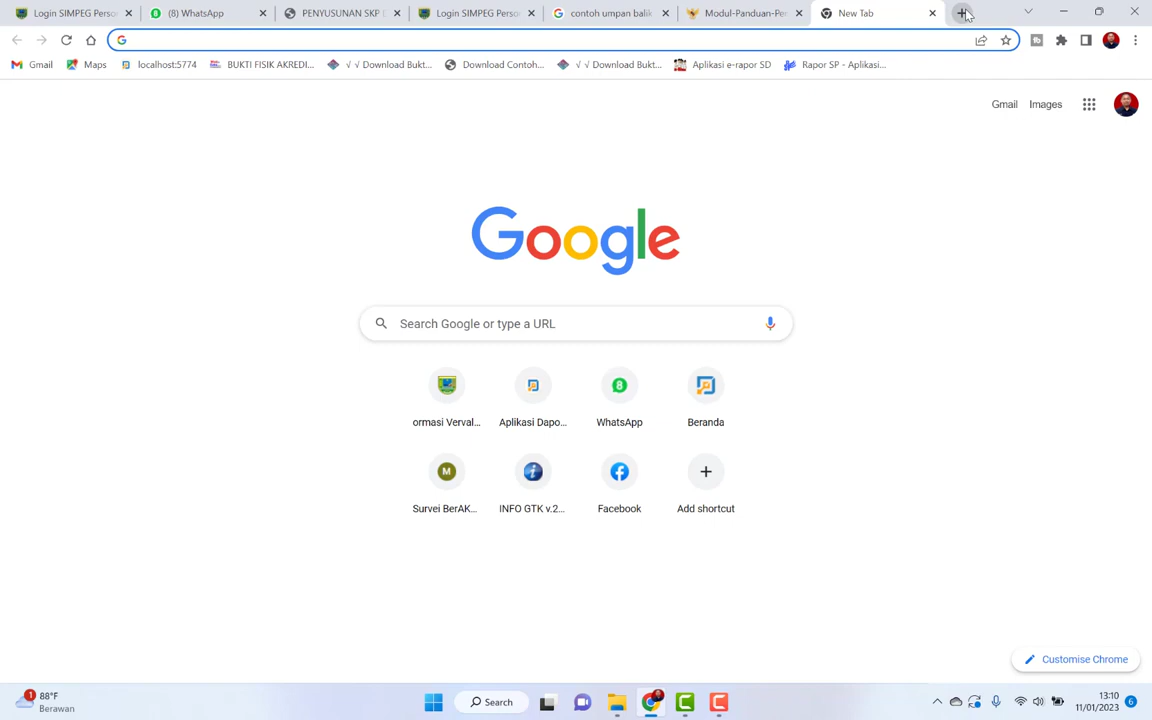 Login SIMPEG Perso
(8) WhatsApp
PENYUSUNAN SKP D
Login SIMPEG Perso
contoh umpan balik
Modul-Panduan-Per
New Tab
Gmail
Maps
localhost:5774
BUKTI FISIK AKREDI...
√ √ Download Bukt...
Download Contoh...
√ √ Download Bukt...
Aplikasi e-rapor SD
Rapor SP - Aplikasi...
Gmail
Images
Google
Search Google or type a URL
ormasi Verval...
Aplikasi Dapo...
WhatsApp
Beranda
Survei BerAK...
INFO GTK v.2...
Facebook
Add shortcut
Customise Chrome
88°F
Berawan
Search
13:10
11/01/2023